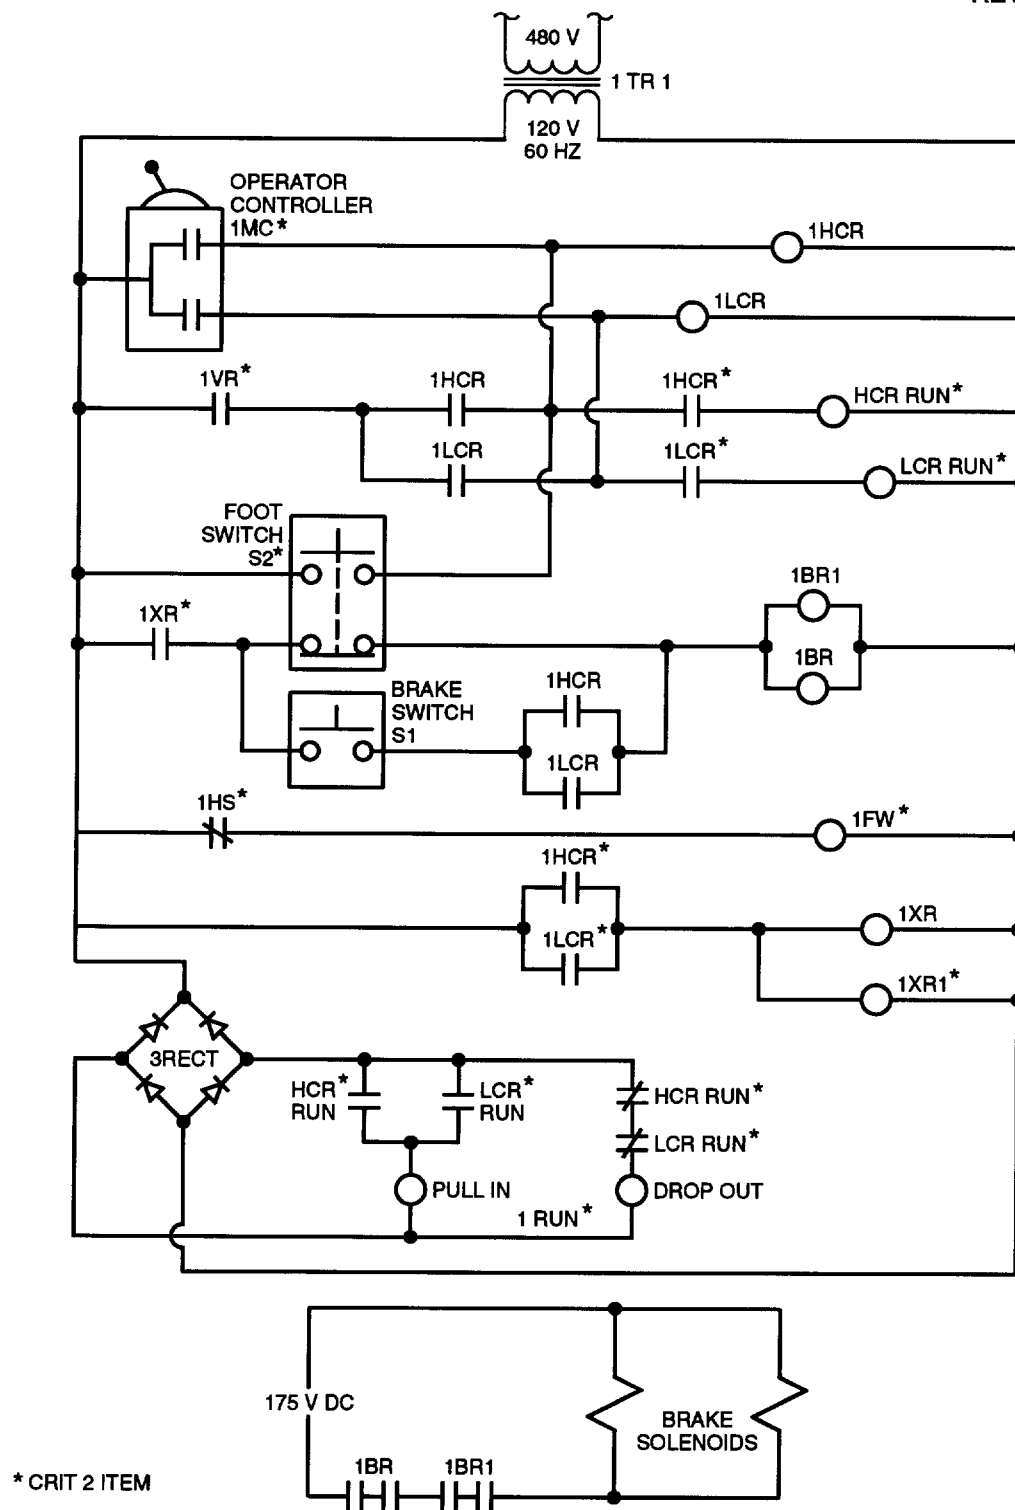 480 V
1 TR 1
120 V
60 HZ
OPERATOR
CONTROLLER
1MC*
1HCR
1LCR
1VR*
1HCR
1HCR*
HCR RUN*
1LCR
1LCR*
LCR RUN*
FOOT
SWITCH
S2*
1BR1
1XR*
1BR
BRAKE
SWITCH
S1
1HCR
1LCR
1HS*
1FW*
1HCR*
1LCR*
1XR
1XR1*
3RECT
HCR*
RUN
LCR*
RUN
HCR RUN*
LCR RUN*
PULL IN
DROP OUT
1 RUN*
175 V DC
BRAKE
SOLENOIDS
1BR
1BR1
* CRIT 2 ITEM